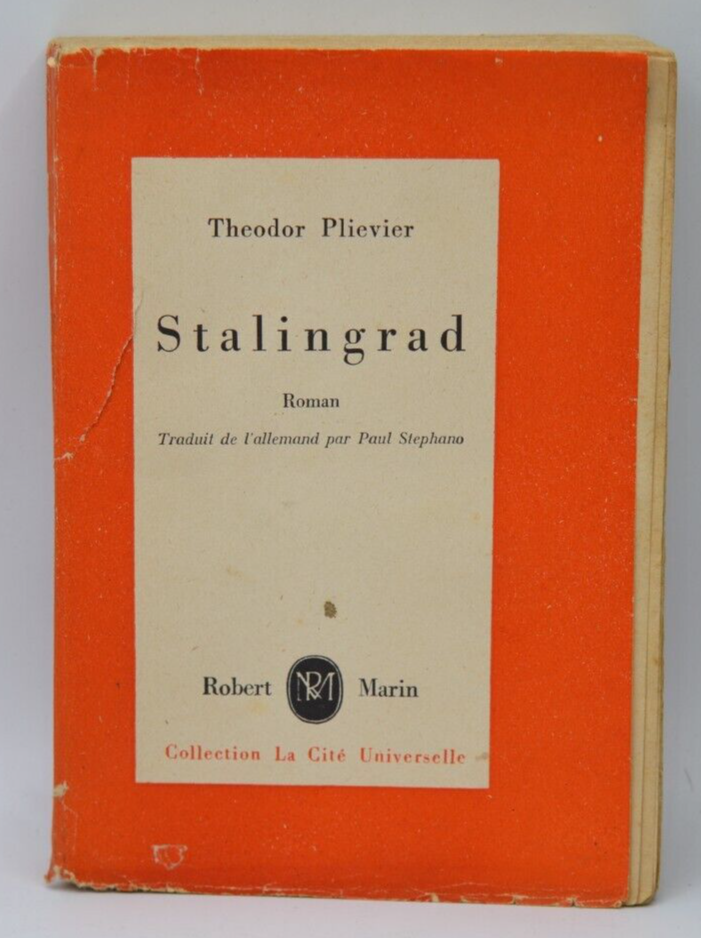 Theodor Plievier
Stalingrad
Roman
Traduit de l'allemand par Paul Stephano
Robert RM Marin
Collection La Cité Universelle